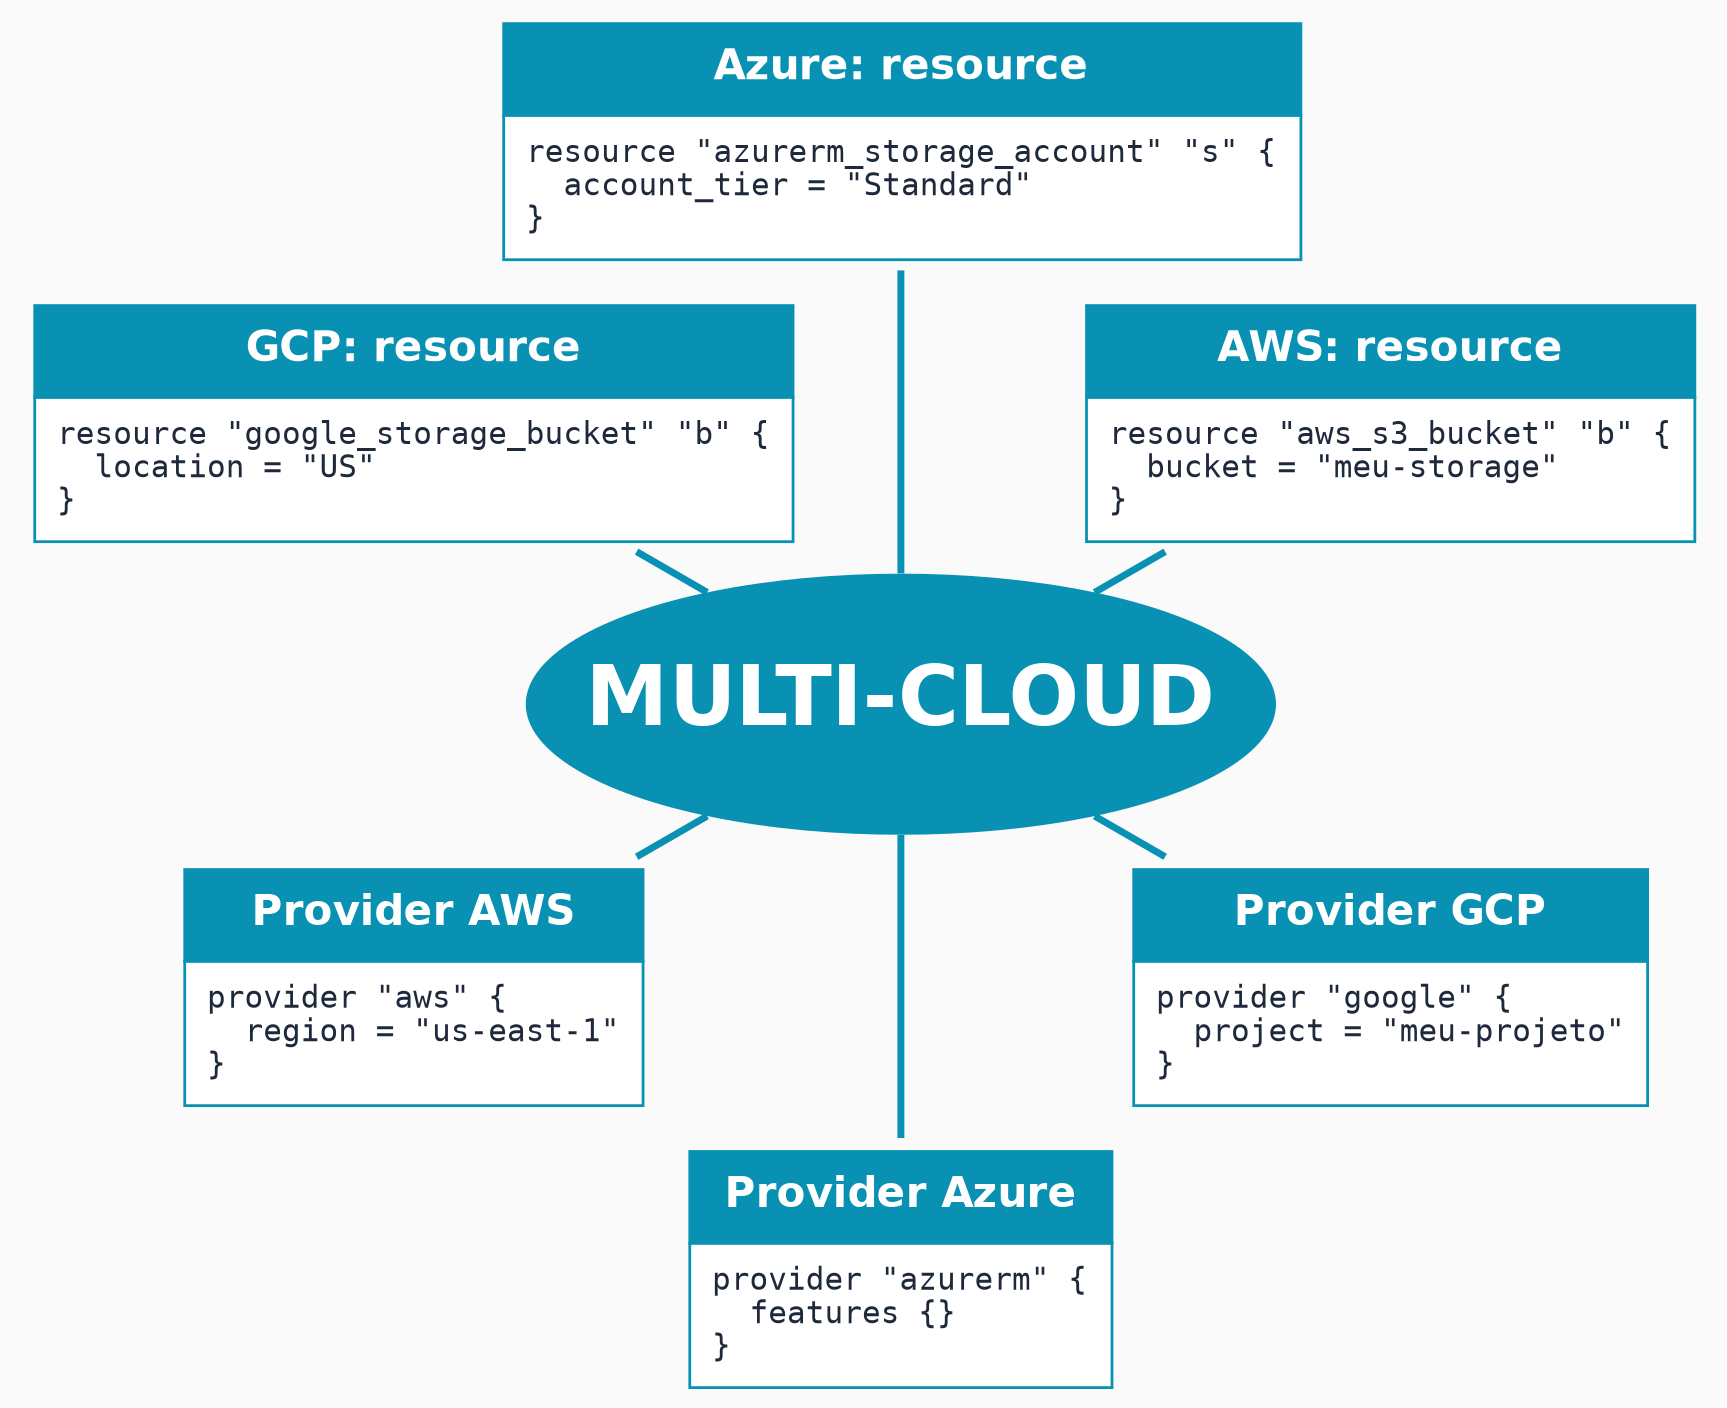 Azure: resource
resource "azurerm_storage_account" "s" {
  account_tier = "Standard"
}
GCP: resource
resource "google_storage_bucket" "b" {
  location = "US"
}
AWS: resource
resource "aws_s3_bucket" "b" {
  bucket = "meu-storage"
}
MULTI-CLOUD
Provider AWS
provider "aws" {
  region = "us-east-1"
}
Provider GCP
provider "google" {
  project = "meu-projeto"
}
Provider Azure
provider "azurerm" {
  features {}
}